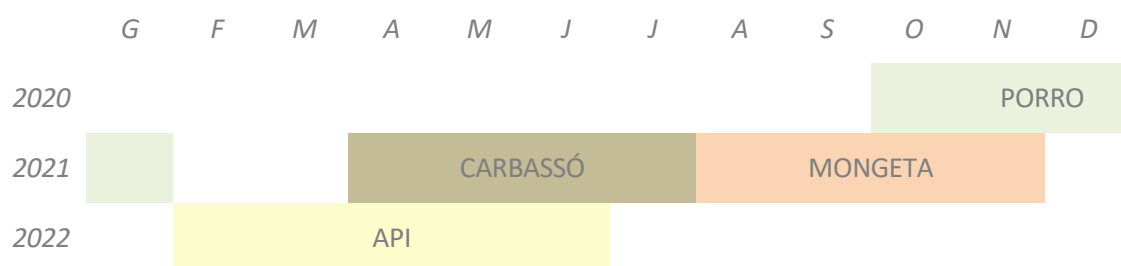 G F M A M J J A S O N D
2020 PORRO
2021 CARBASSÓ MONGETA
2022 API